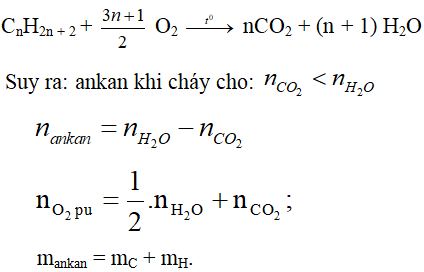 CₙH₂ₙ₊₂ + (3n+1)/2 O₂ —t⁰→ nCO₂ + (n + 1) H₂O
Suy ra: ankan khi cháy cho: n_CO₂ < n_H₂O
n_ankan = n_H₂O − n_CO₂
n_O₂ pu = 1/2 .n_H₂O + n_CO₂ ;
m_ankan = m_C + m_H.